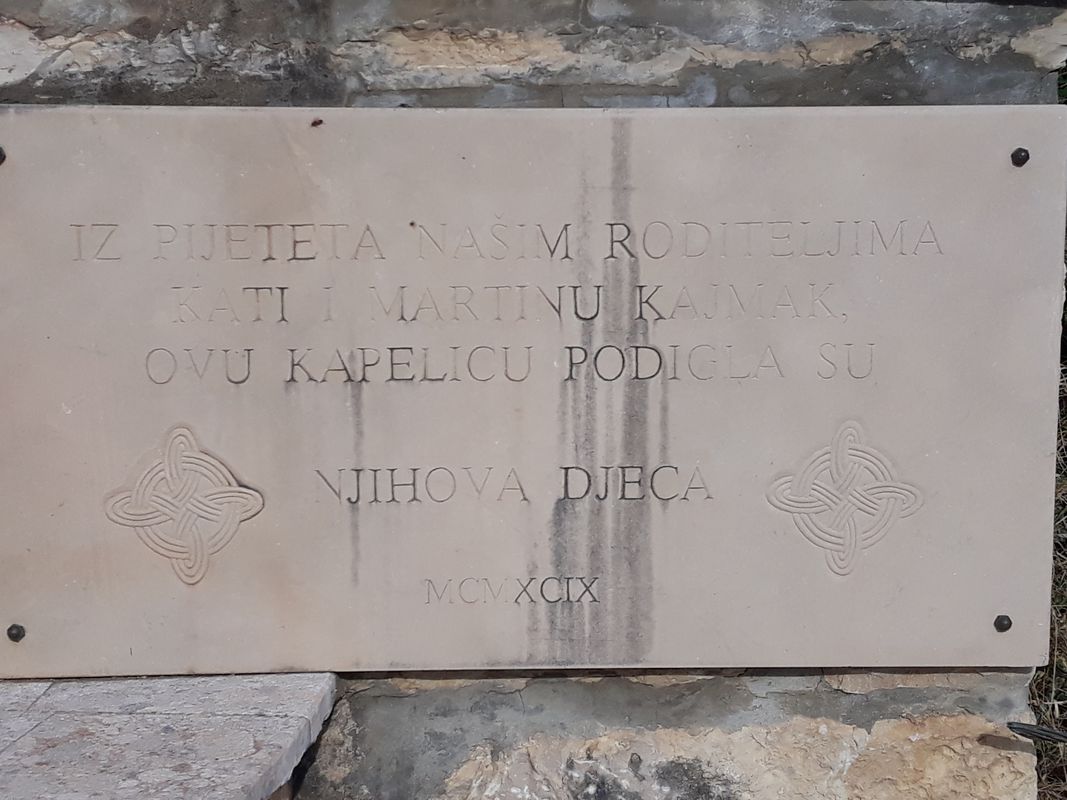 IZ PIJETETA NAŠIM RODITELJIMA
KATI I MARTINU KAJMAK,
OVU KAPELICU PODIGLA SU
NJIHOVA DJECA
MCMXCIX